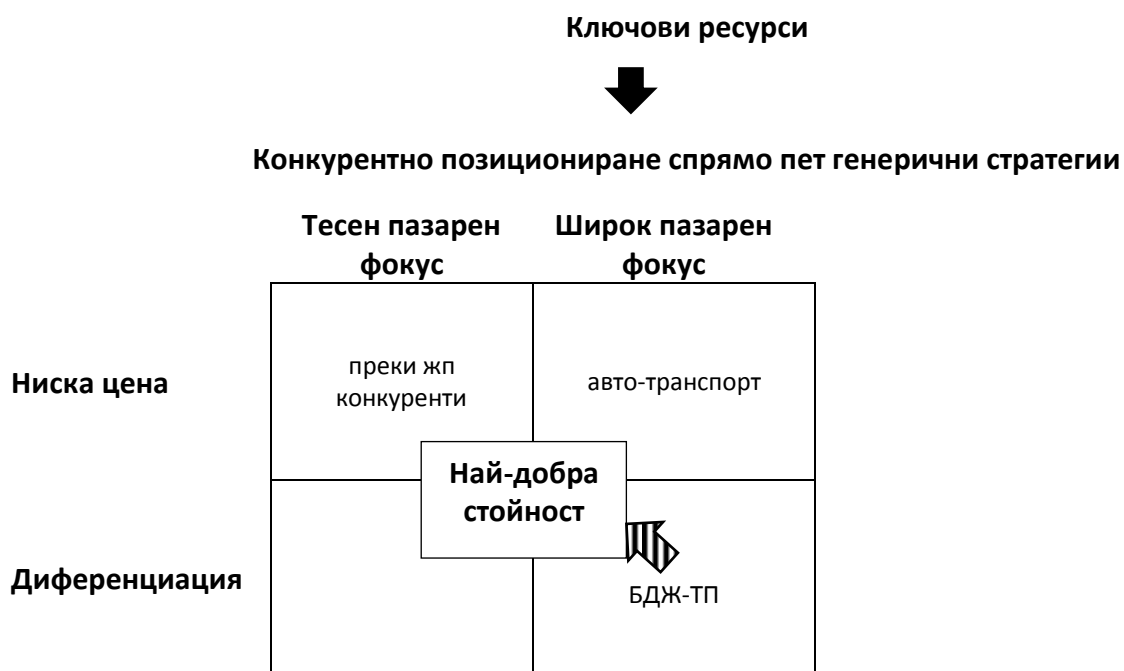 Ключови ресурси
Конкурентно позициониране спрямо пет генерични стратегии
Тесен пазарен
фокус
Широк пазарен
фокус
Ниска цена
преки жп
конкуренти
авто-транспорт
Най-добра
стойност
Диференциация
БДЖ-ТП